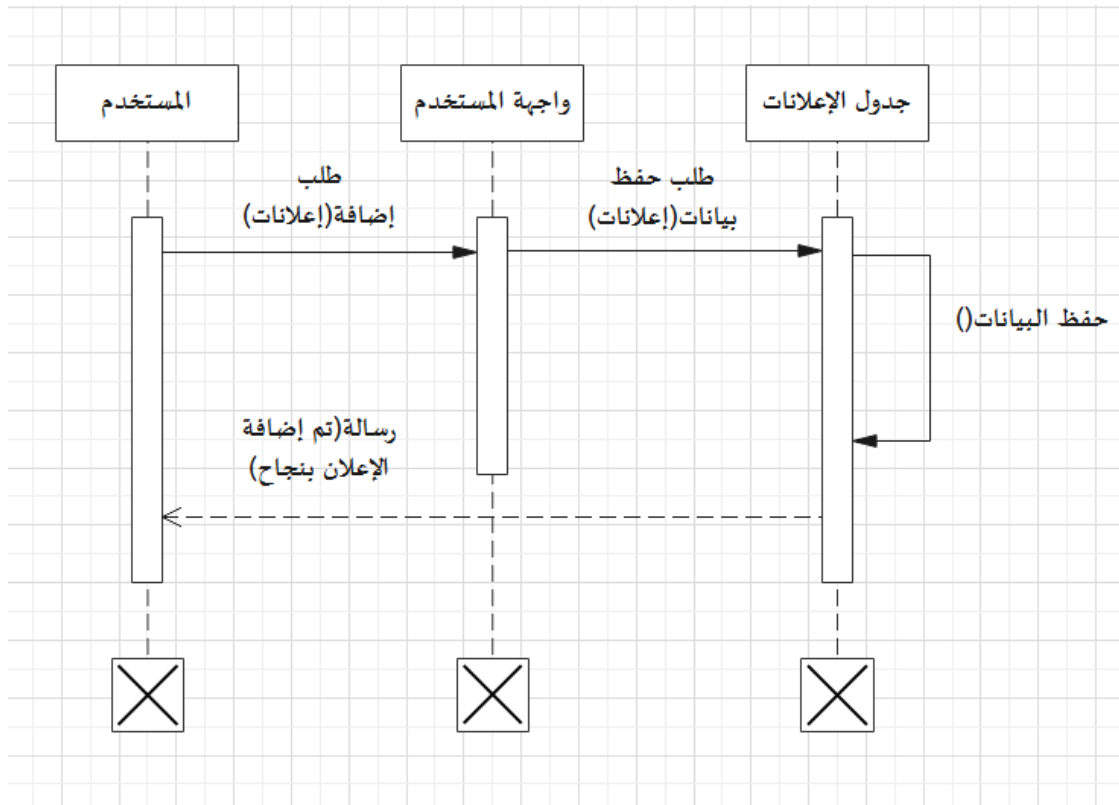 المستخدم
واجهة المستخدم
جدول الإعلانات
طلب
إضافة(إعلانات)
طلب حفظ
بيانات(إعلانات)
حفظ البيانات()
رسالة(تم إضافة
الإعلان بنجاح)